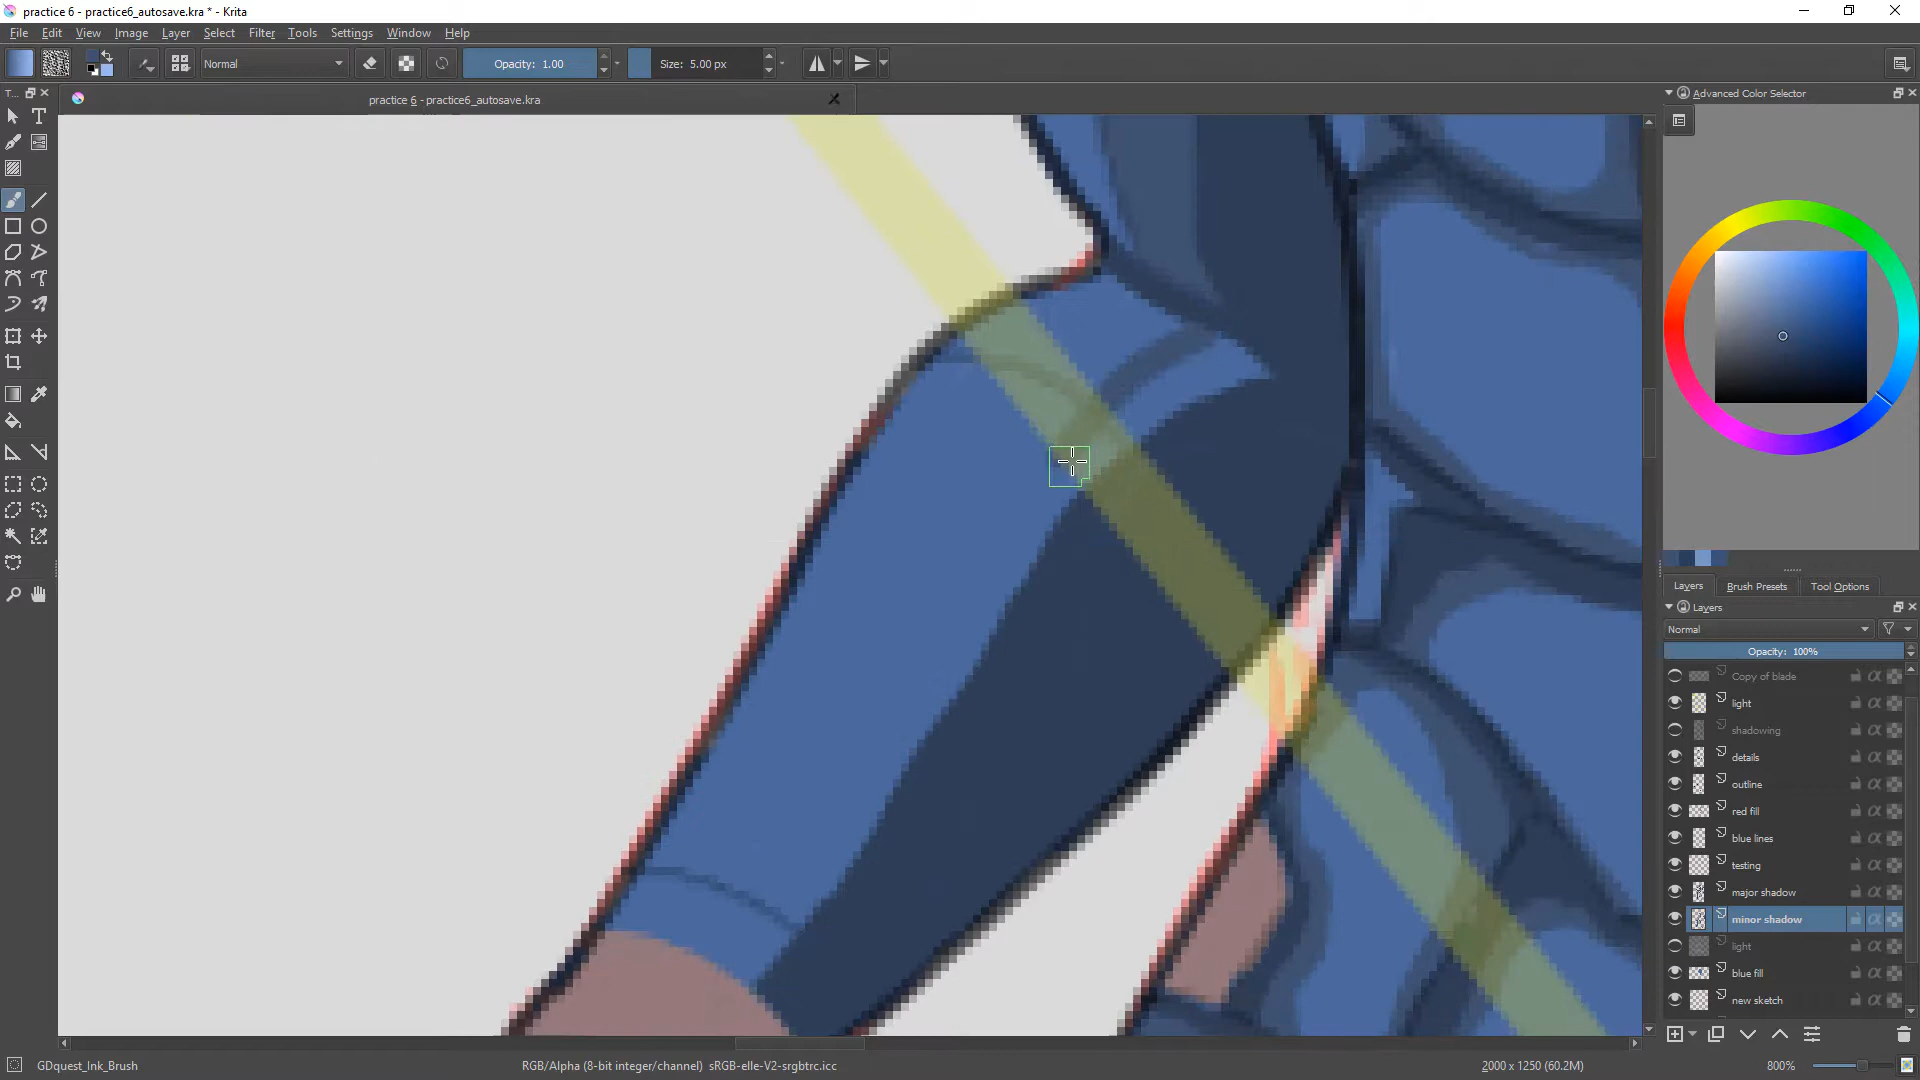 practice 6 - practice6_autosave.kra * - Krita
File Edit View Image Layer Select Filter Tools Settings Window Help
Normal Opacity: 1.00 Size: 5.00 px
T...
practice 6 - practice6_autosave.kra
Advanced Color Selector
Layers Brush Presets Tool Options
Layers
Normal
Opacity: 100%
Copy of blade
light
shadowing
details
outline
red fill
blue lines
testing
major shadow
minor shadow
light
blue fill
new sketch
GDquest_Ink_Brush
RGB/Alpha (8-bit integer/channel) sRGB-elle-V2-srgbtrc.icc
2000 x 1250 (60.2M)
800%